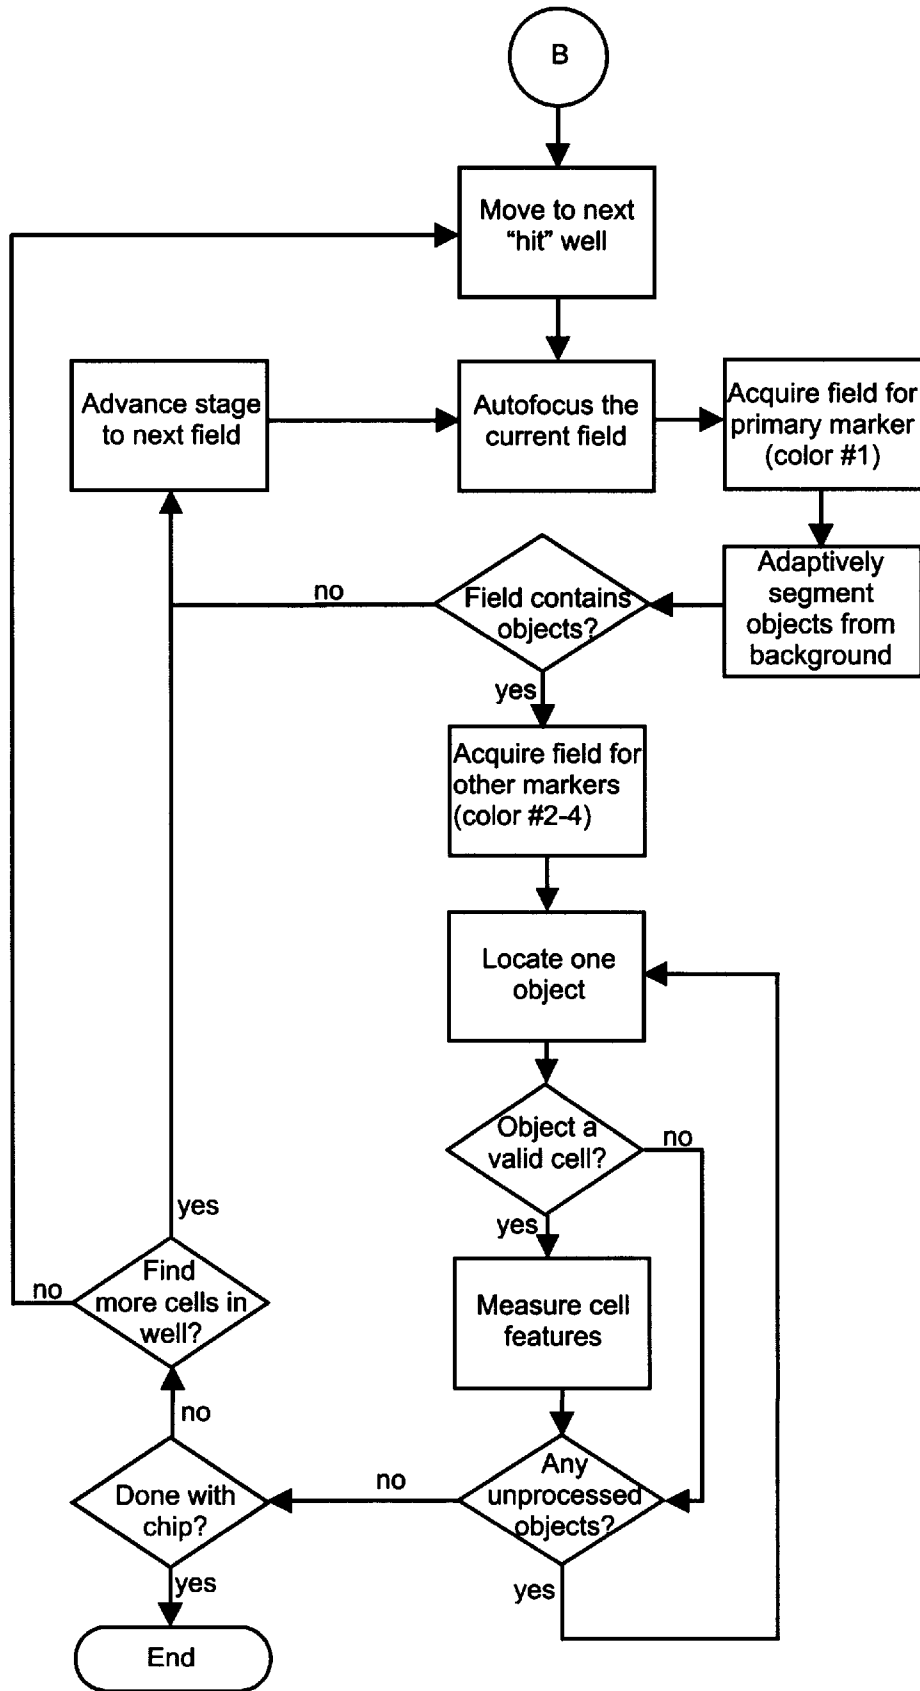 B
Move to next
“hit” well
Advance stage
to next field
Autofocus the
current field
Acquire field for
primary marker
(color #1)
Adaptively
segment
objects from
background
no
Field contains
objects?
yes
Acquire field for
other markers
(color #2-4)
Locate one
object
Object a
valid cell?
no
yes
Measure cell
features
yes
Find
more cells in
well?
no
no
Any
unprocessed
objects?
no
yes
Done with
chip?
yes
End